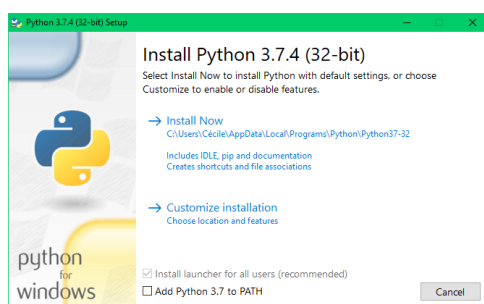 Python 3.7.4 (32-bit) Setup
Install Python 3.7.4 (32-bit)
Select Install Now to install Python with default settings, or choose
Customize to enable or disable features.
→ Install Now
C:\Users\Cécile\AppData\Local\Programs\Python\Python37-32
Includes IDLE, pip and documentation
Creates shortcuts and file associations
→ Customize installation
Choose location and features
Install launcher for all users (recommended)
Add Python 3.7 to PATH
Cancel
python
for
windows